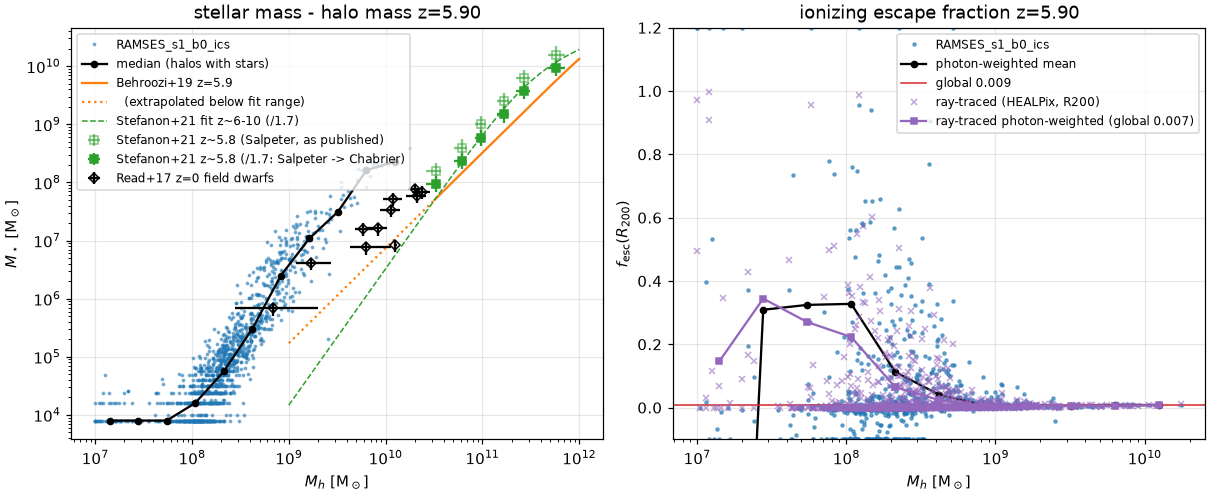 stellar mass - halo mass z=5.90
RAMSES_s1_b0_ics
median (halos with stars)
Behroozi+19 z=5.9
(extrapolated below fit range)
Stefanon+21 fit z~6-10 (/1.7)
Stefanon+21 z~5.8 (Salpeter, as published)
Stefanon+21 z~5.8 (/1.7: Salpeter -> Chabrier)
Read+17 z=0 field dwarfs
M⋆ [M⊙]
10¹⁰
10⁹
10⁸
10⁷
10⁶
10⁵
10⁴
10⁷ 10⁸ 10⁹ 10¹⁰ 10¹¹ 10¹²
Mₕ [M⊙]
ionizing escape fraction z=5.90
RAMSES_s1_b0_ics
photon-weighted mean
global 0.009
ray-traced (HEALPix, R200)
ray-traced photon-weighted (global 0.007)
f_esc(R₂₀₀)
1.2
1.0
0.8
0.6
0.4
0.2
0.0
10⁷ 10⁸ 10⁹ 10¹⁰
Mₕ [M⊙]